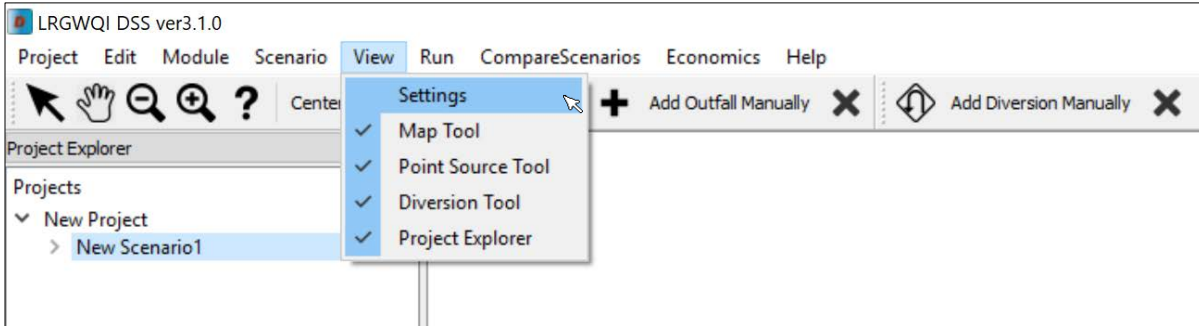 LRGWQI DSS ver3.1.0
Project Edit Module Scenario View Run CompareScenarios Economics Help
Add Outfall Manually Add Diversion Manually
Settings
Map Tool
Point Source Tool
Diversion Tool
Project Explorer
Project Explorer
Projects
New Project
New Scenario1